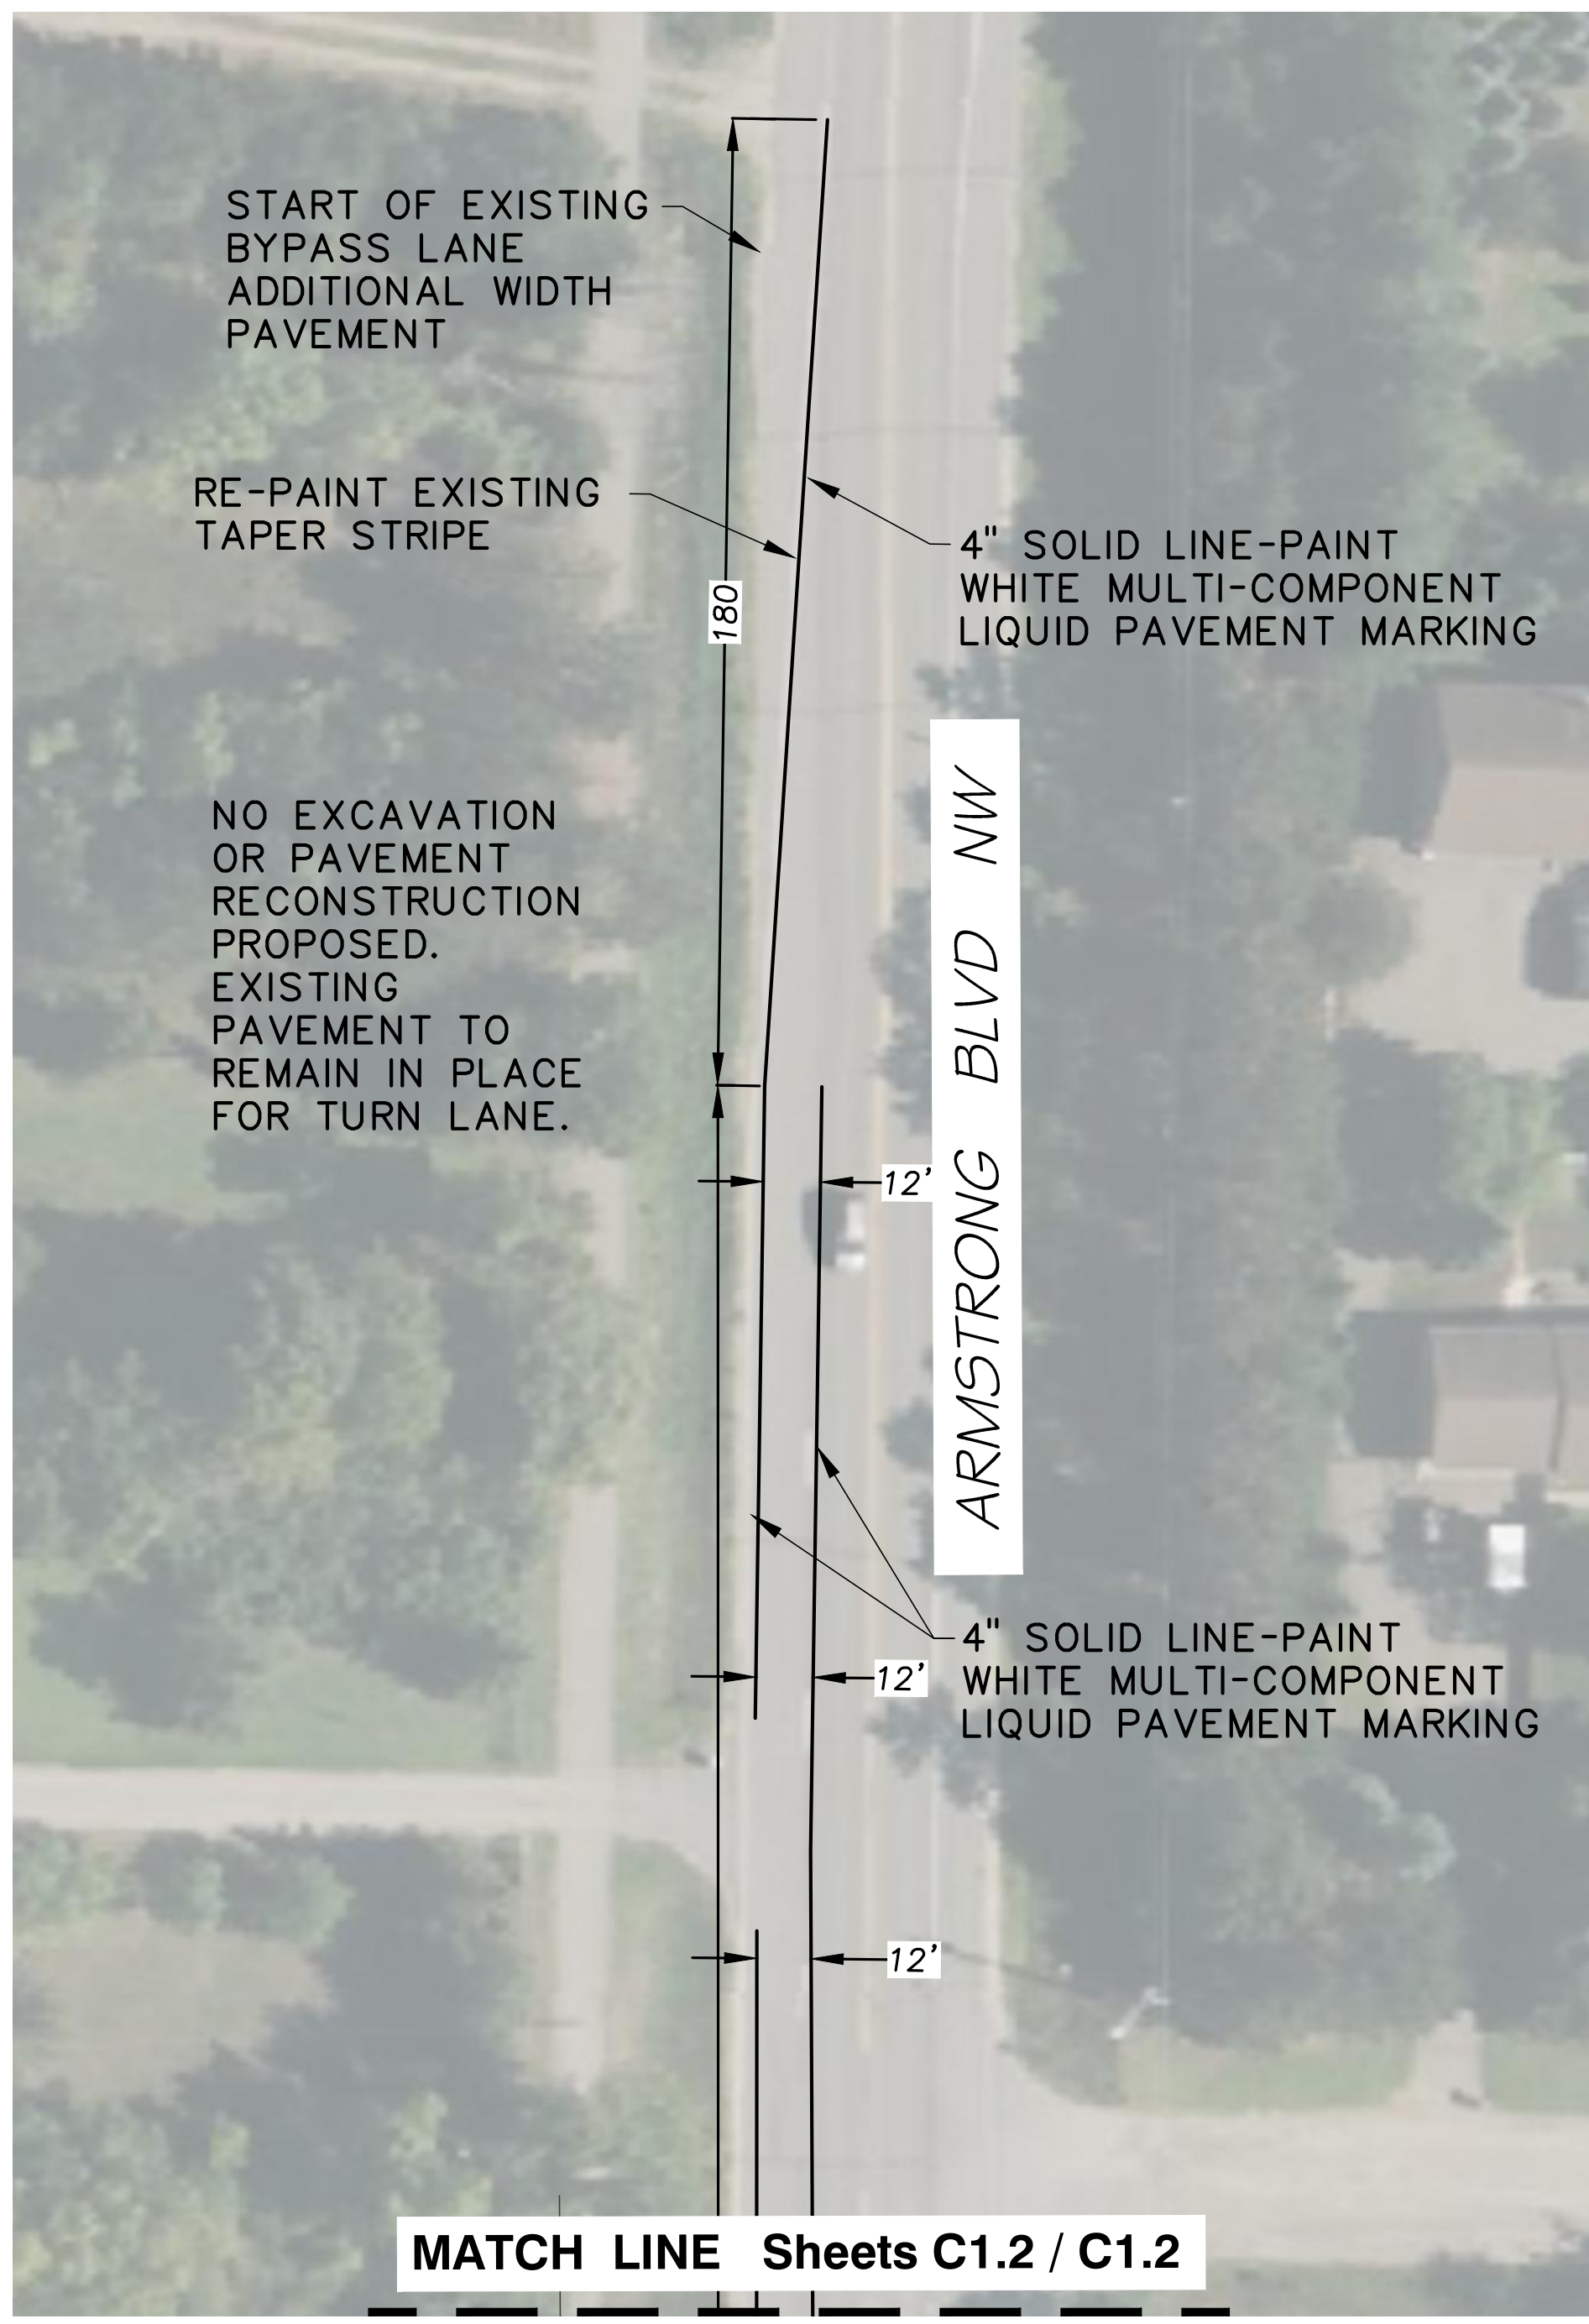 START OF EXISTING
BYPASS LANE
ADDITIONAL WIDTH
PAVEMENT
RE-PAINT EXISTING
TAPER STRIPE
180
4" SOLID LINE-PAINT
WHITE MULTI-COMPONENT
LIQUID PAVEMENT MARKING
NO EXCAVATION
OR PAVEMENT
RECONSTRUCTION
PROPOSED.
EXISTING
PAVEMENT TO
REMAIN IN PLACE
FOR TURN LANE.
ARMSTRONG BLVD NW
12'
4" SOLID LINE-PAINT
WHITE MULTI-COMPONENT
LIQUID PAVEMENT MARKING
12'
12'
MATCH LINE Sheets C1.2 / C1.2